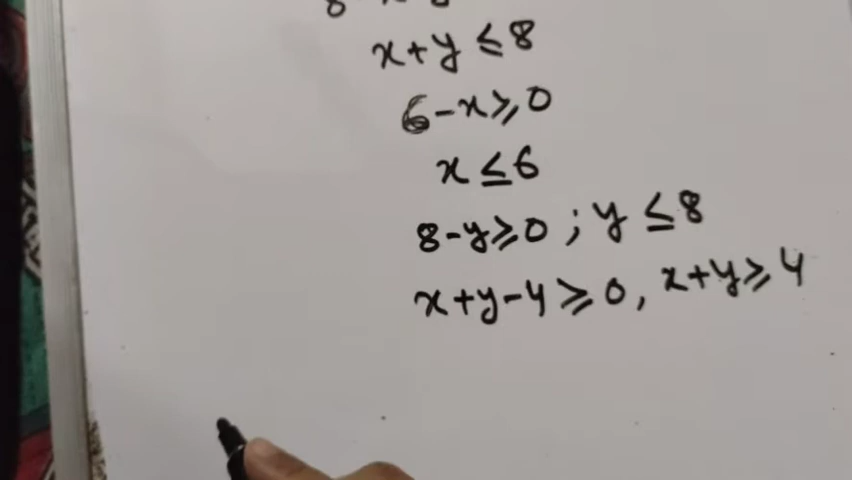 x+y ≤ 8
6-x ≥ 0
x ≤ 6
8-y ≥ 0 ; y ≤ 8
x+y-4 ≥ 0, x+y ≥ 4